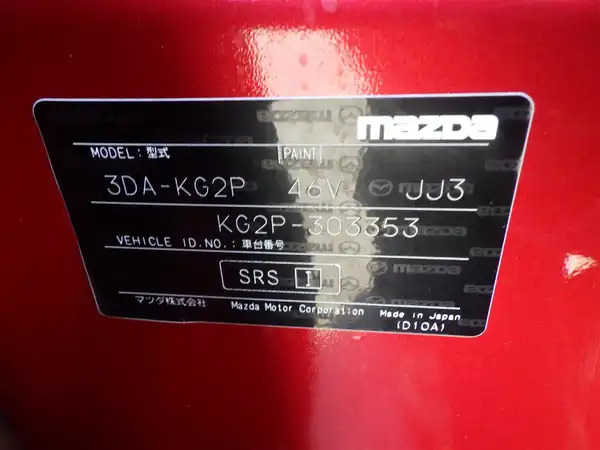 mazda
MODEL: 型式 PAINT
3DA-KG2P 46V JJ3
KG2P-303353
VEHICLE ID.NO.: 車台番号
SRS I
マツダ株式会社 Mazda Motor Corporation Made in Japan
(D10A)